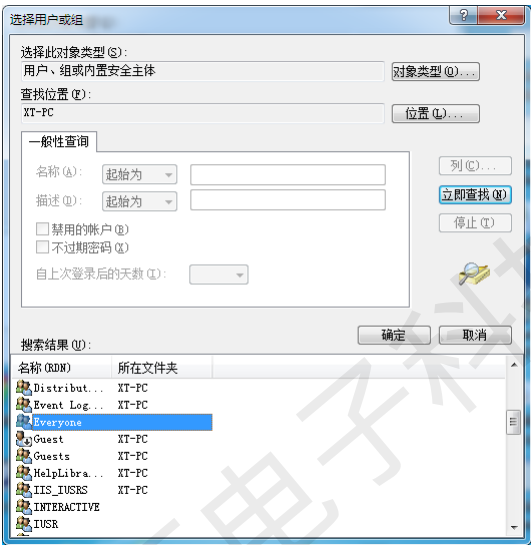 选择用户或组
选择此对象类型(S):
用户、组或内置安全主体
对象类型(O)...
查找位置(F):
XT-PC
位置(L)...
一般性查询
名称(A): 起始为
描述(D): 起始为
禁用的帐户(B)
不过期密码(X)
自上次登录后的天数(I):
列(C)...
立即查找(N)
停止(T)
确定 取消
搜索结果(U):
名称(RDN) 所在文件夹
Distribut... XT-PC
Event Log... XT-PC
Everyone
Guest XT-PC
Guests XT-PC
HelpLibra... XT-PC
IIS_IUSRS XT-PC
INTERACTIVE
IUSR
电子科